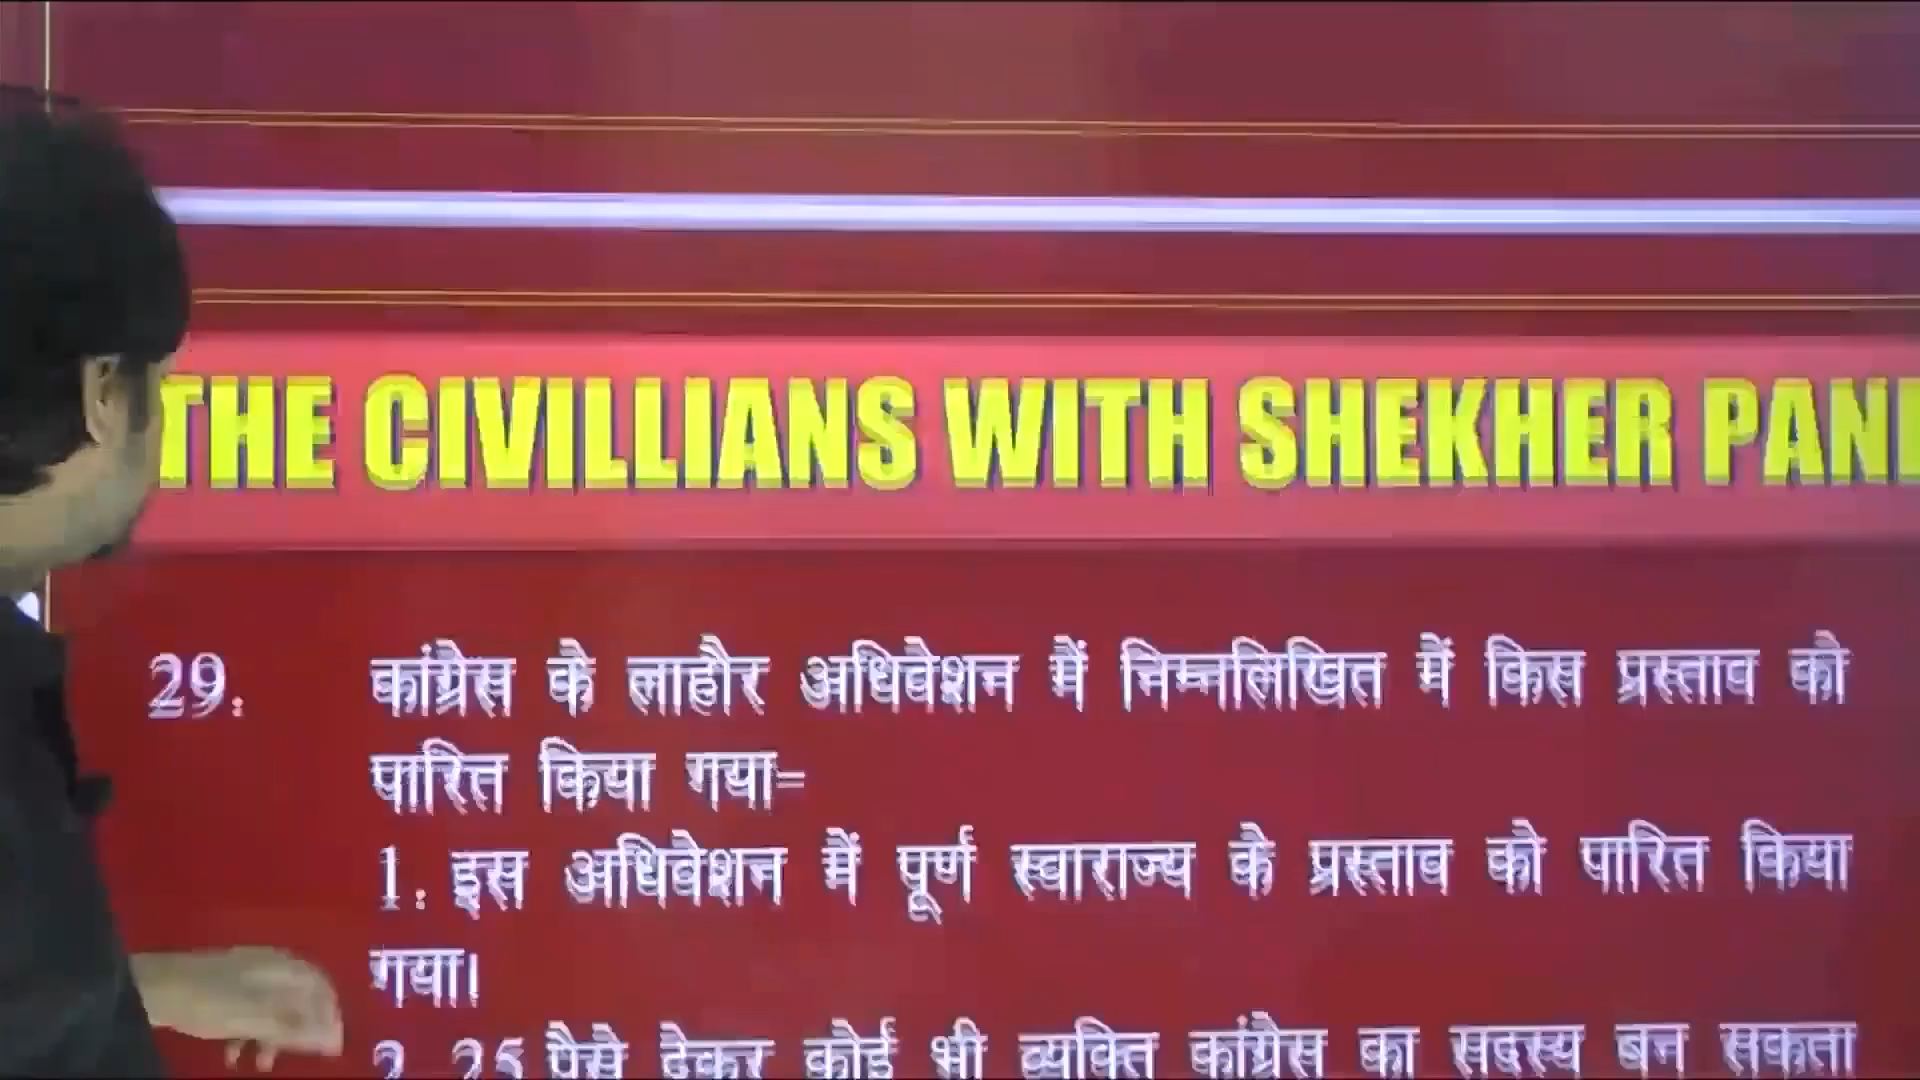 THE CIVILLIANS WITH SHEKHER PAN
29. कांग्रेस के लाहौर अधिवेशन में निम्नलिखित में किस प्रस्ताव को
पारित किया गया=
1. इस अधिवेशन में पूर्ण स्वाराज्य के प्रस्ताव को पारित किया
गया।
2. 25 पैसे देकर कोई भी व्यक्ति कांग्रेस का सदस्य बन सकता